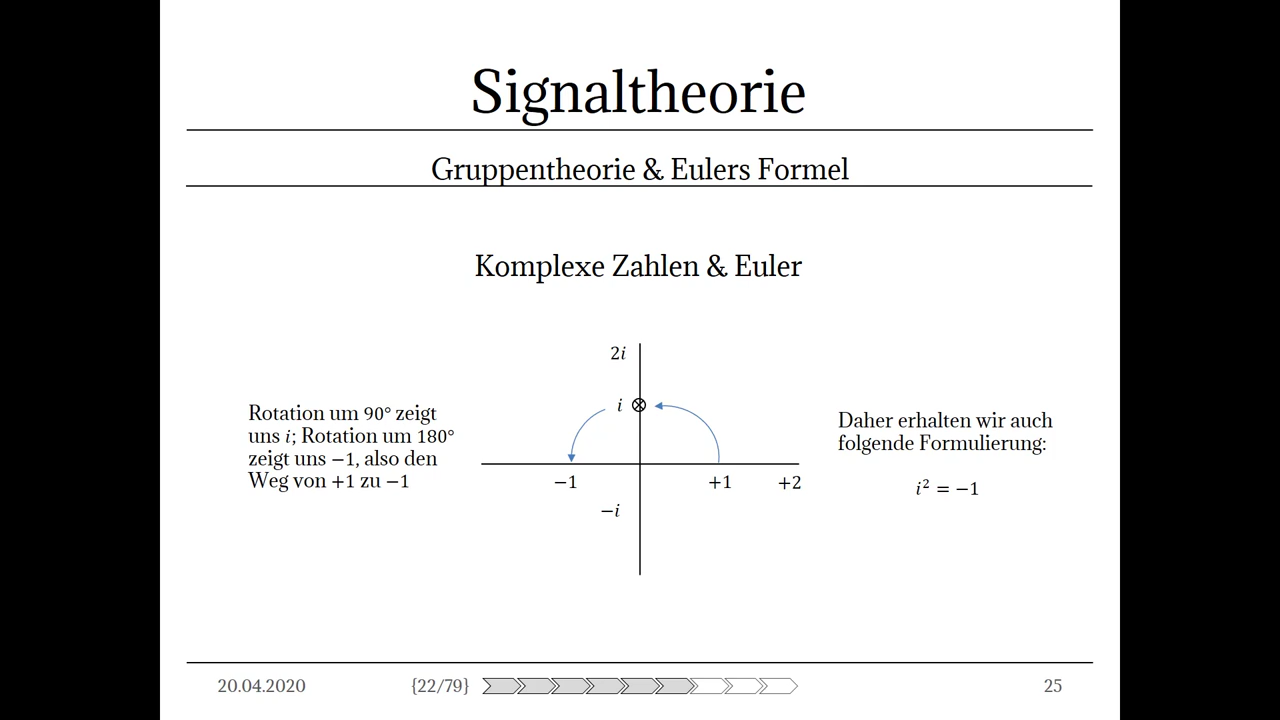 Signaltheorie
Gruppentheorie & Eulers Formel
Komplexe Zahlen & Euler
Rotation um 90° zeigt
uns i; Rotation um 180°
zeigt uns −1, also den
Weg von +1 zu −1
2i
i
−1
+1
+2
−i
Daher erhalten wir auch
folgende Formulierung:
i² = −1
20.04.2020
{22/79}
25